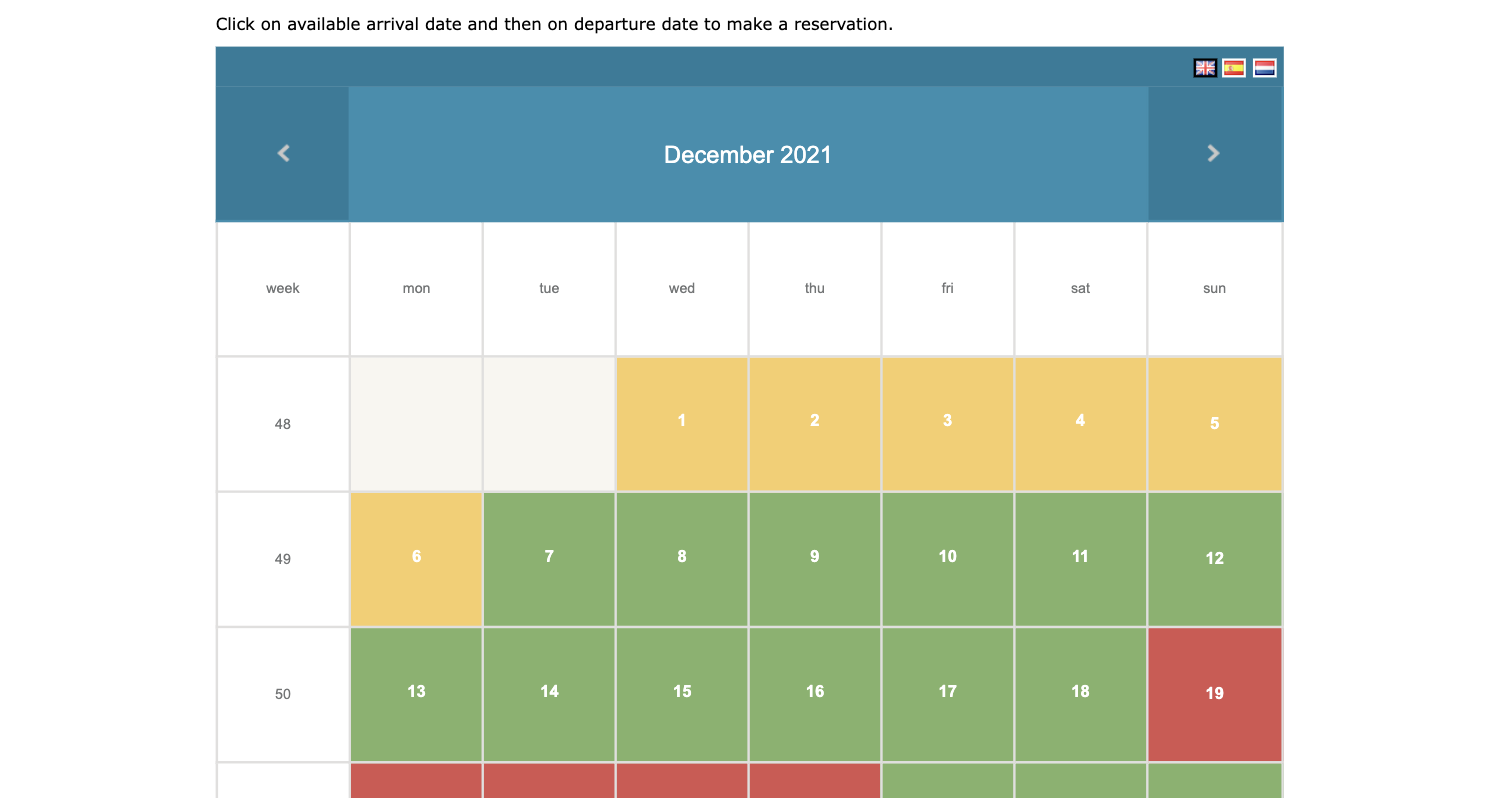 Click on available arrival date and then on departure date to make a reservation.
December 2021
week mon tue wed thu fri sat sun
48 1 2 3 4 5
49 6 7 8 9 10 11 12
50 13 14 15 16 17 18 19